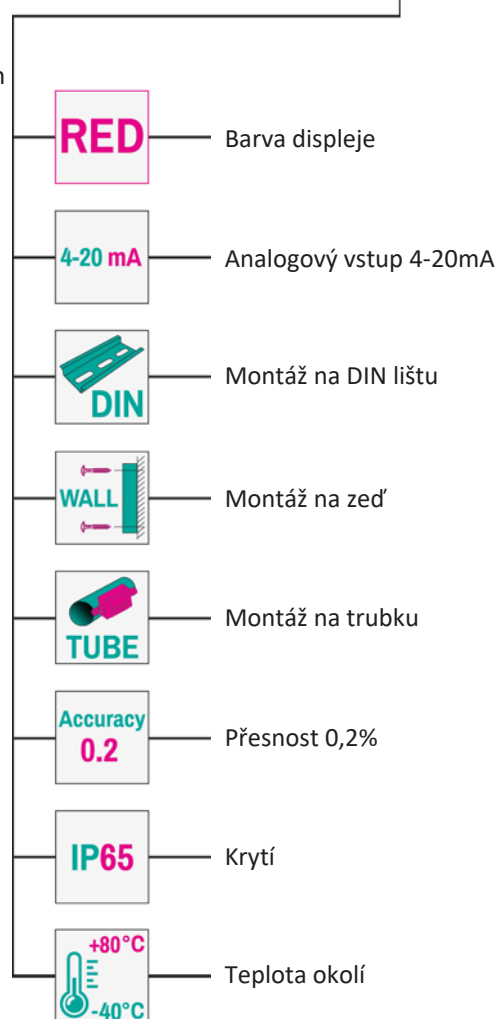 RED
Barva displeje
4-20 mA
Analogový vstup 4-20mA
DIN
Montáž na DIN lištu
WALL
Montáž na zeď
TUBE
Montáž na trubku
Accuracy
0.2
Přesnost 0,2%
IP65
Krytí
+80°C
-40°C
Teplota okolí